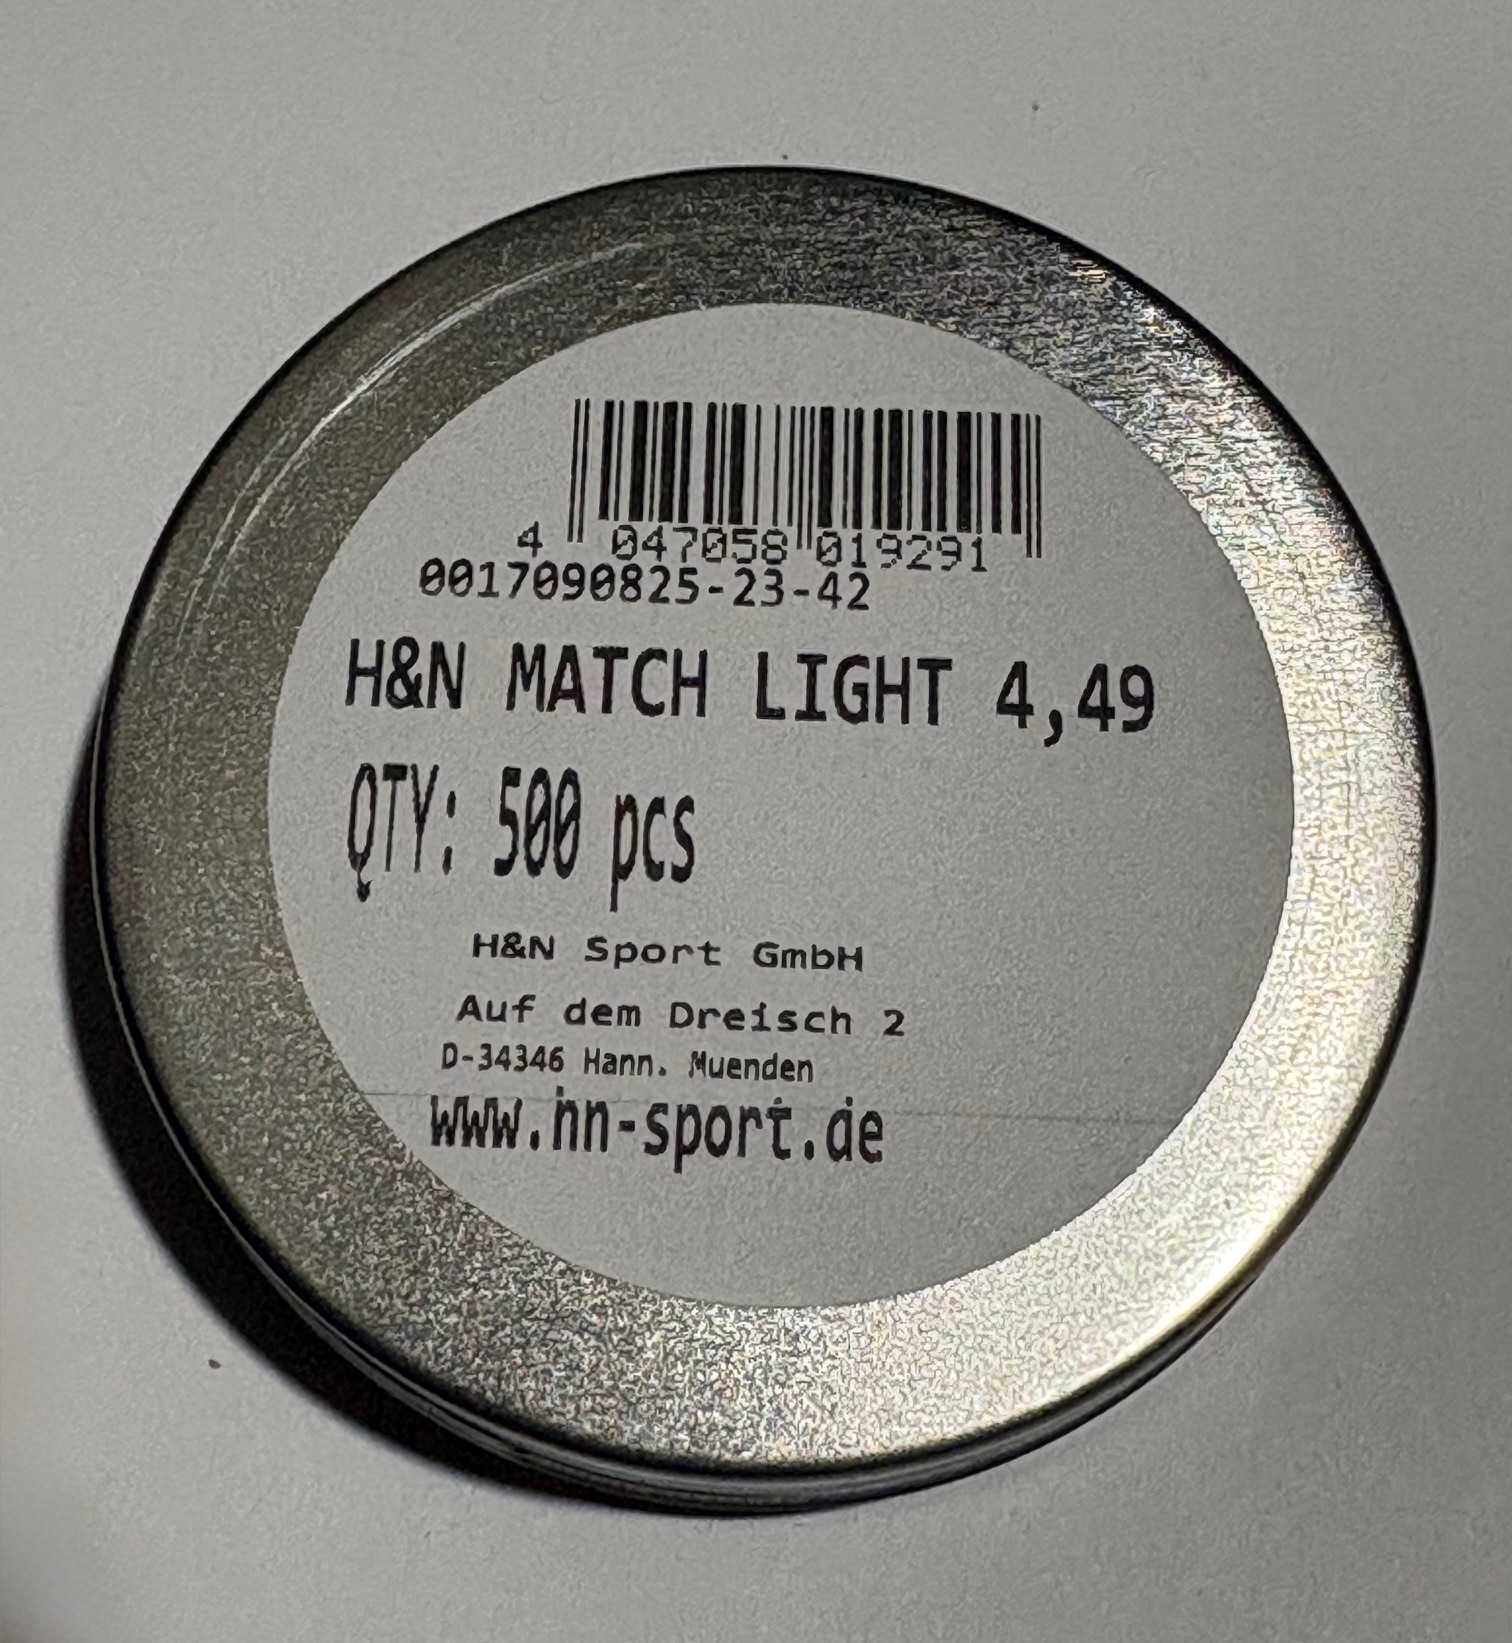 4 047058 019291
0017090825-23-42
H&N MATCH LIGHT 4,49
QTY: 500 pcs
H&N Sport GmbH
Auf dem Dreisch 2
D-34346 Hann. Muenden
www.hn-sport.de